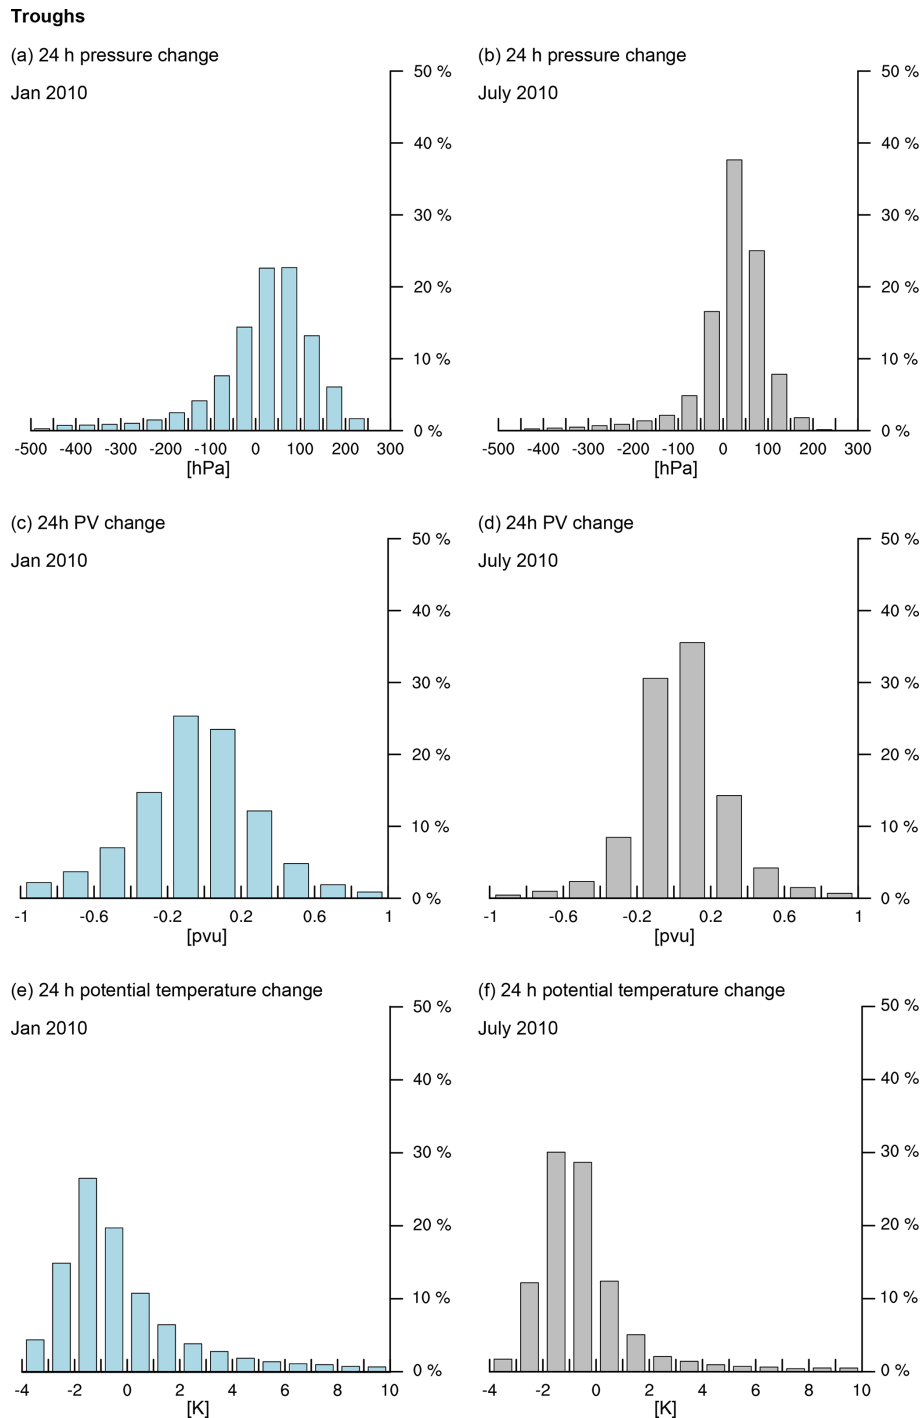 Troughs
(a) 24 h pressure change
Jan 2010
50 %
40 %
30 %
20 %
10 %
0 %
-500 -400 -300 -200 -100 0 100 200 300
[hPa]
(b) 24 h pressure change
July 2010
50 %
40 %
30 %
20 %
10 %
0 %
-500 -400 -300 -200 -100 0 100 200 300
[hPa]
(c) 24h PV change
Jan 2010
50 %
40 %
30 %
20 %
10 %
0 %
-1 -0.6 -0.2 0.2 0.6 1
[pvu]
(d) 24h PV change
July 2010
50 %
40 %
30 %
20 %
10 %
0 %
-1 -0.6 -0.2 0.2 0.6 1
[pvu]
(e) 24 h potential temperature change
Jan 2010
50 %
40 %
30 %
20 %
10 %
0 %
-4 -2 0 2 4 6 8 10
[K]
(f) 24 h potential temperature change
July 2010
50 %
40 %
30 %
20 %
10 %
0 %
-4 -2 0 2 4 6 8 10
[K]